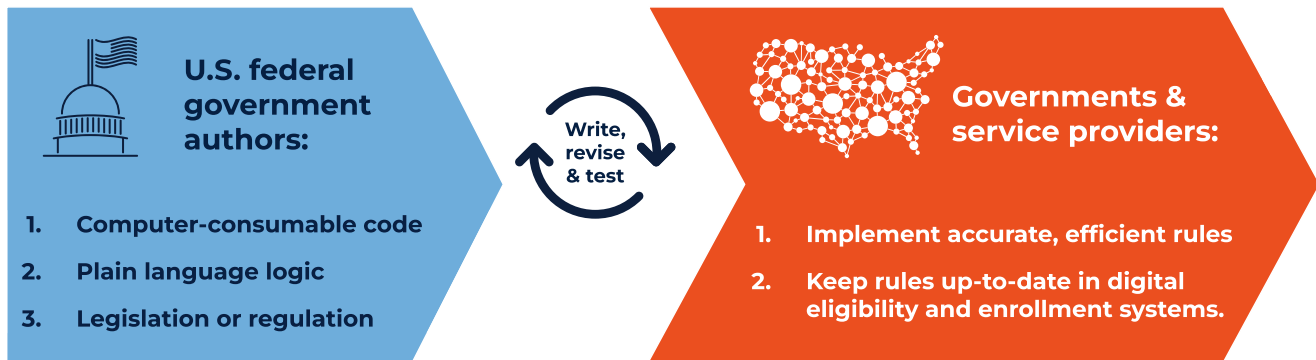 U.S. federal
government
authors:
1. Computer-consumable code
2. Plain language logic
3. Legislation or regulation
Write,
revise
& test
Governments &
service providers:
1. Implement accurate, efficient rules
2. Keep rules up-to-date in digital
eligibility and enrollment systems.